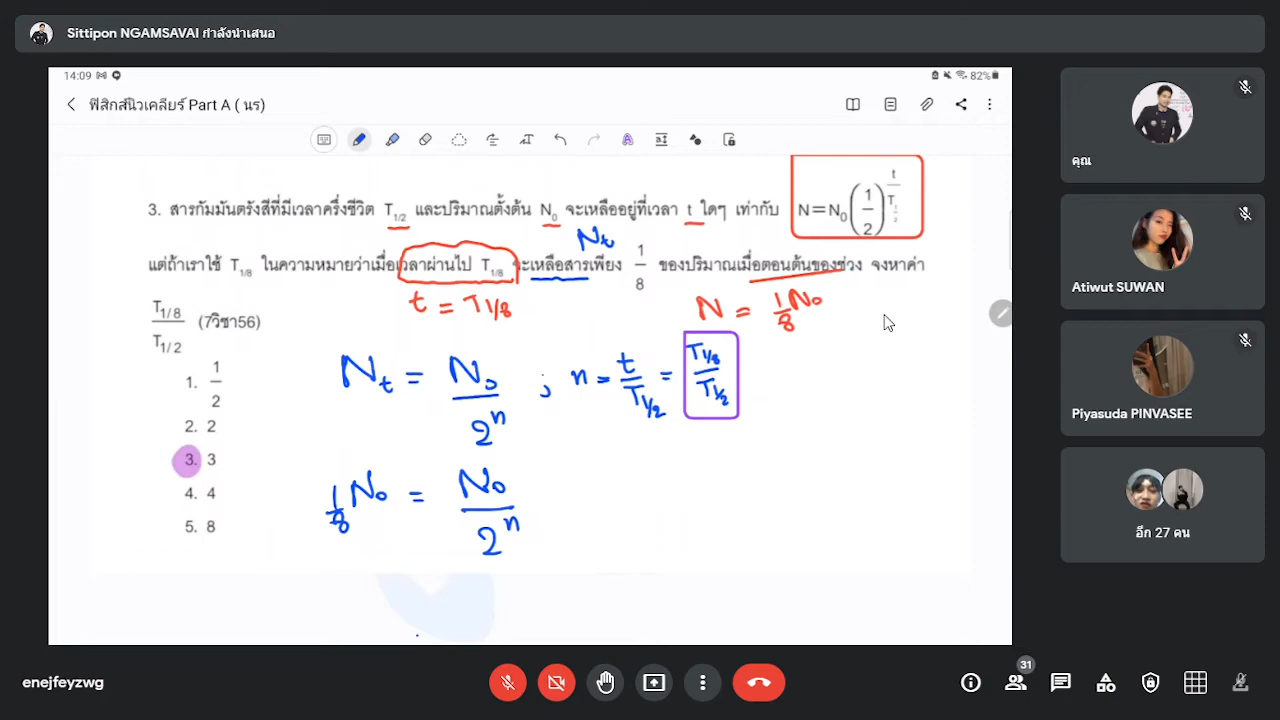 Sittipon NGAMSAVAI กำลังนำเสนอ
14:09
82%
ฟิสิกส์นิวเคลียร์ Part A ( นร)
3. สารกัมมันตรังสีที่มีเวลาครึ่งชีวิต T1/2 และปริมาณตั้งต้น N0 จะเหลืออยู่ที่เวลา t ใดๆ เท่ากับ N=N0(1/2)^(t/T1/2)
Nt
แต่ถ้าเราใช้ T1/8 ในความหมายว่าเมื่อเวลาผ่านไป T1/8 จะเหลือสารเพียง 1/8 ของปริมาณเมื่อตอนต้นของช่วง จงหาค่า
t = T1/8
N = 1/8 N0
T1/8 / T1/2 (7วิชา56)
1. 1/2
2. 2
3. 3
4. 4
5. 8
Nt = N0/2^n ; n = t/T1/2 = T1/8 / T1/2
1/8 N0 = N0/2^n
คุณ
Atiwut SUWAN
Piyasuda PINVASEE
อีก 27 คน
enejfeyzwg
31